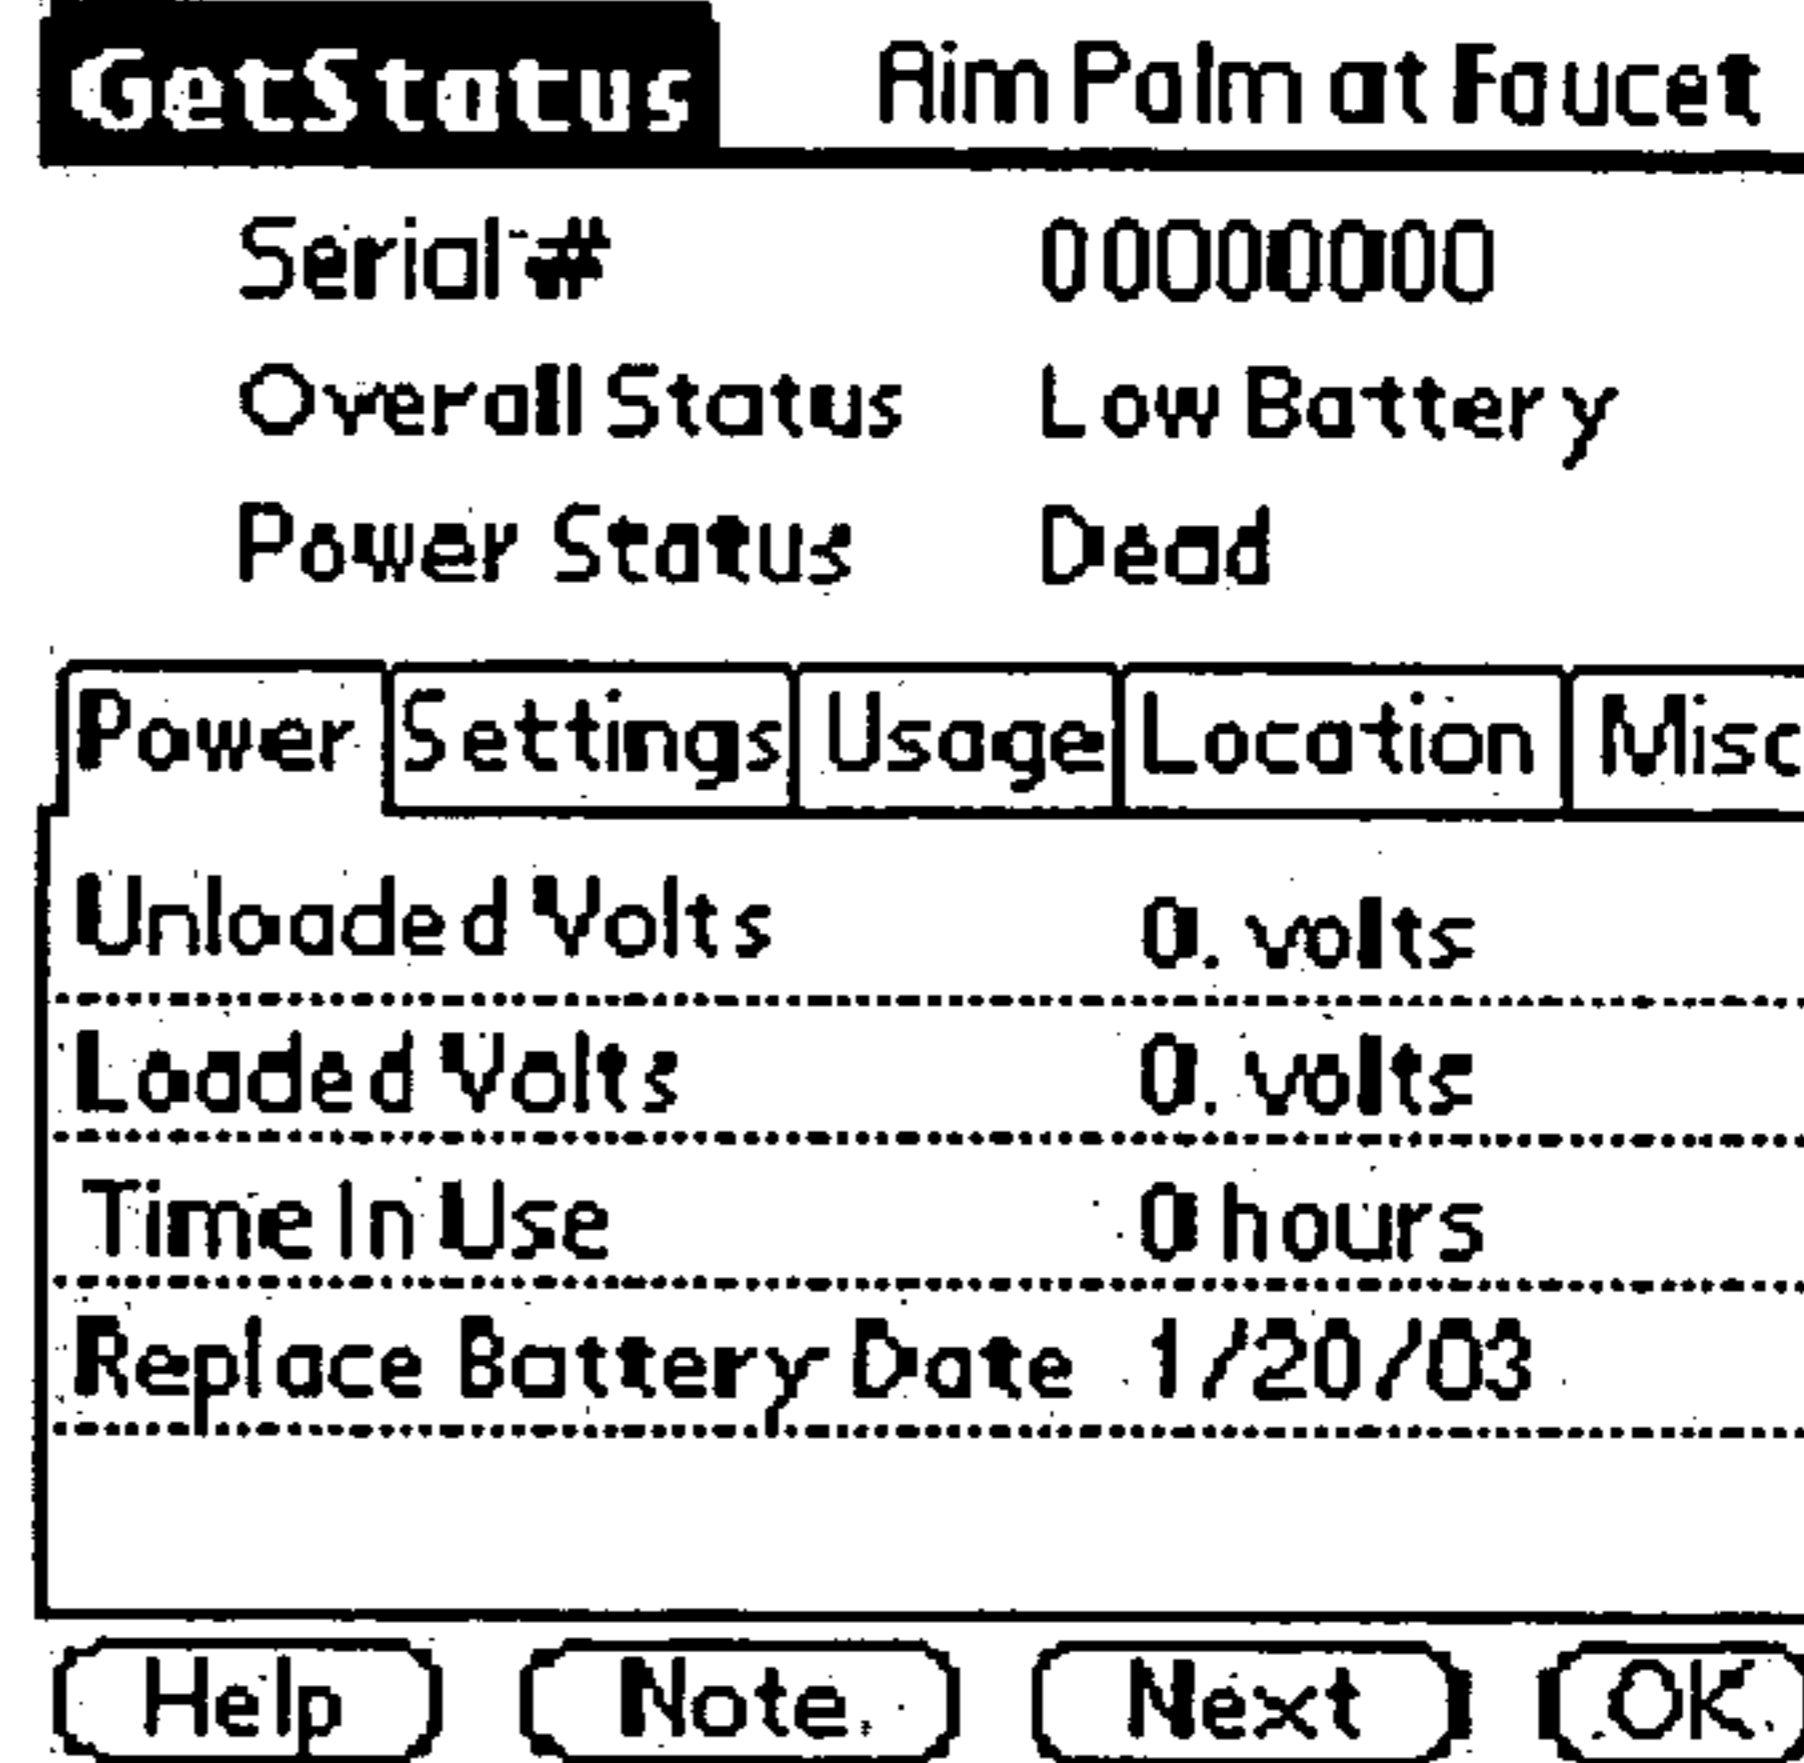 GetStatus Aim Palm at Faucet
Serial # 00000000
Overall Status Low Battery
Power Status Dead
Power Settings Usage Location Misc
Unloaded Volts 0. volts
Loaded Volts 0. volts
Time In Use 0 hours
Replace Battery Date 1/20/03
Help Note Next OK